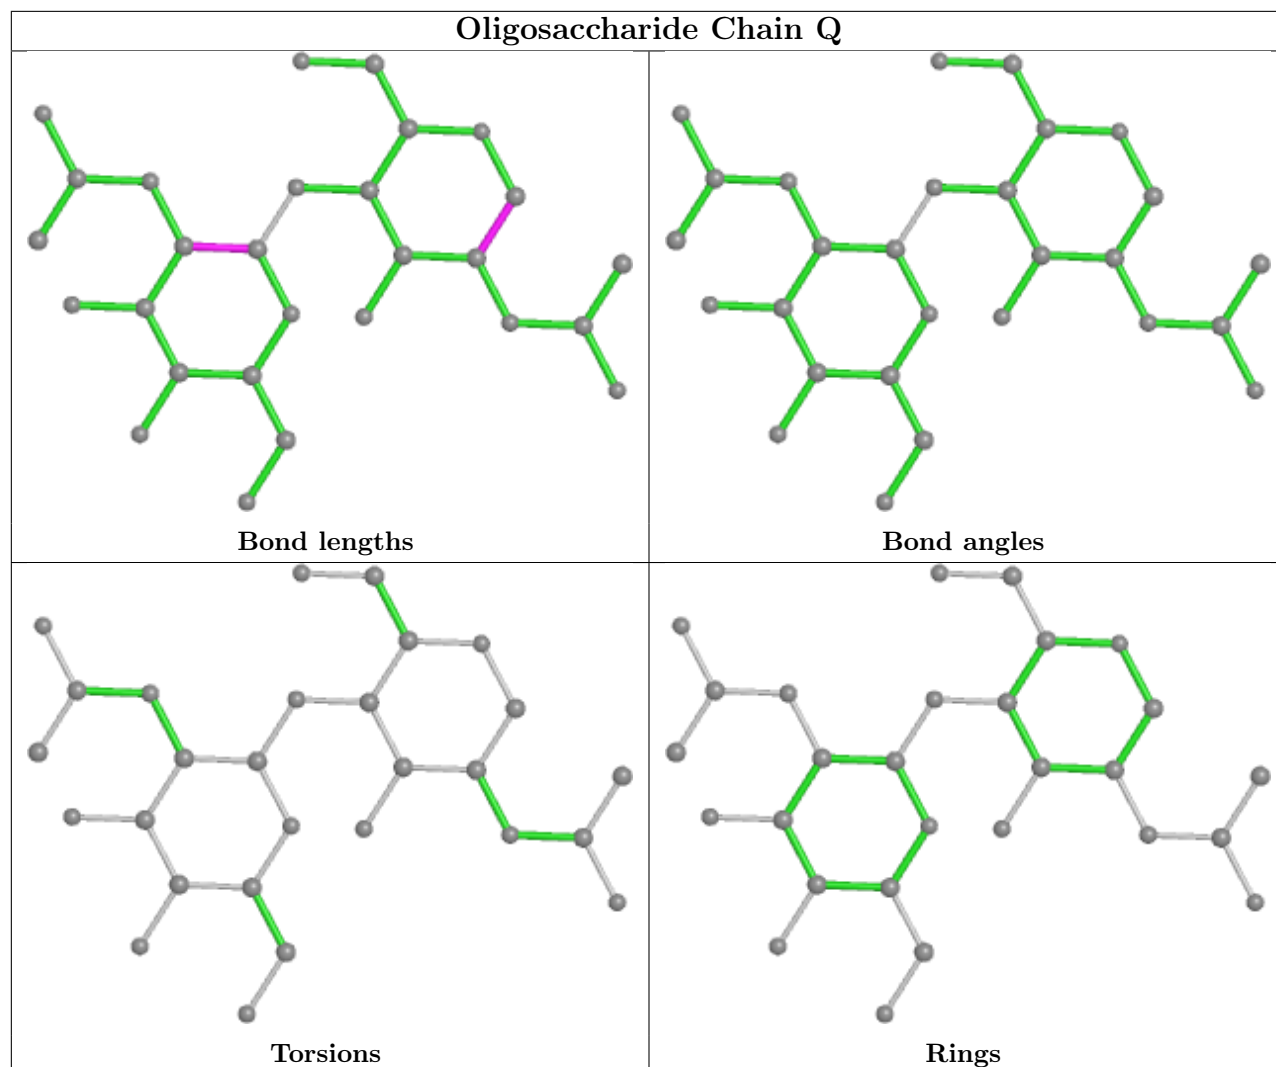 Oligosaccharide Chain Q
Bond lengths
Bond angles
Torsions
Rings